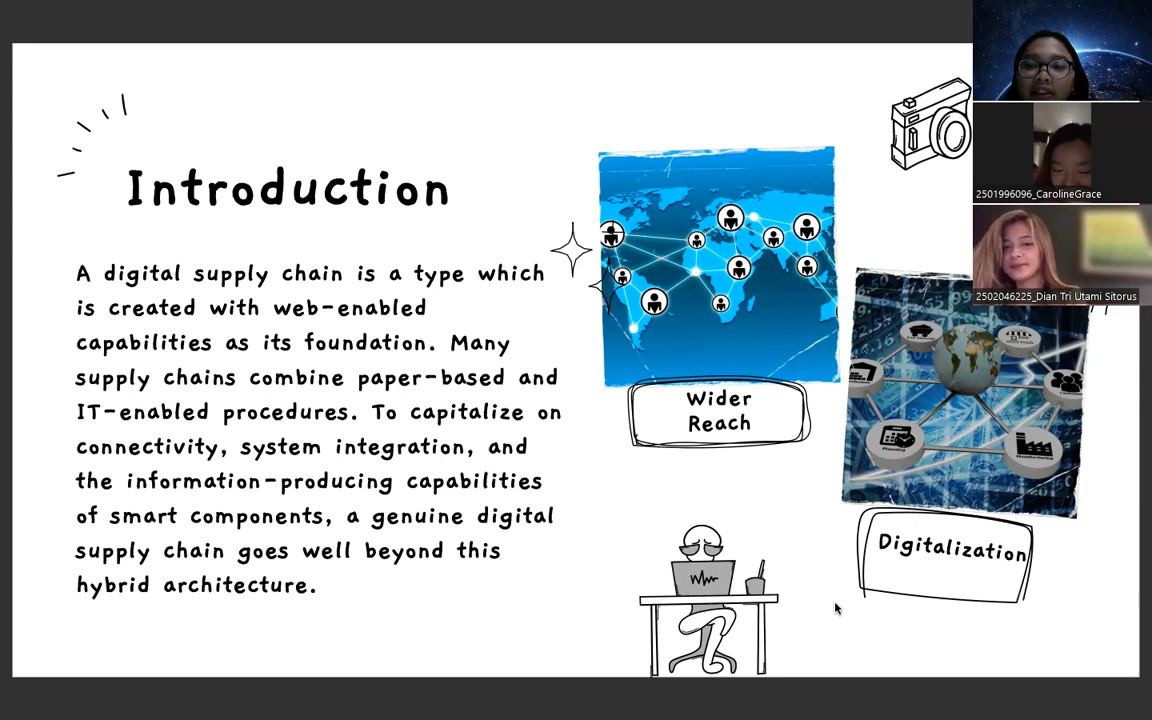 Introduction
A digital supply chain is a type which
is created with web-enabled
capabilities as its foundation. Many
supply chains combine paper-based and
IT-enabled procedures. To capitalize on
connectivity, system integration, and
the information-producing capabilities
of smart components, a genuine digital
supply chain goes well beyond this
hybrid architecture.
Wider
Reach
Planning
Manufacturing
Digitalization
2501996096_CarolineGrace
2502046225_Dian Tri Utami Sitorus